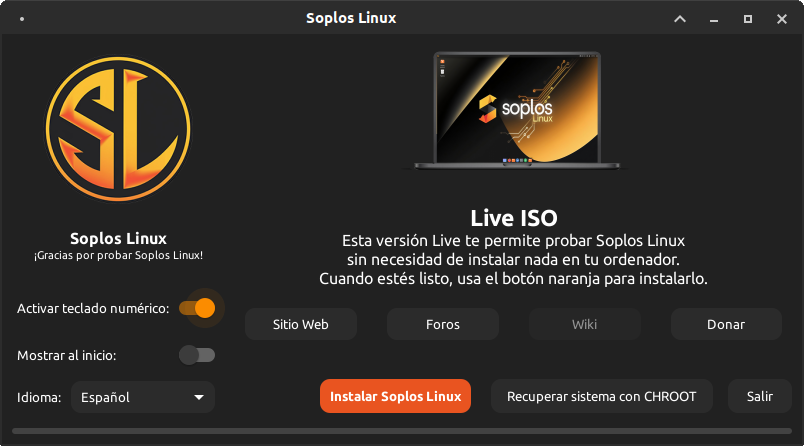 Soplos Linux
SL
soplos
Linux
Soplos Linux
¡Gracias por probar Soplos Linux!
Live ISO
Esta versión Live te permite probar Soplos Linux
sin necesidad de instalar nada en tu ordenador.
Cuando estés listo, usa el botón naranja para instalarlo.
Activar teclado numérico:
Sitio Web
Foros
Wiki
Donar
Mostrar al inicio:
Idioma:
Español
Instalar Soplos Linux
Recuperar sistema con CHROOT
Salir